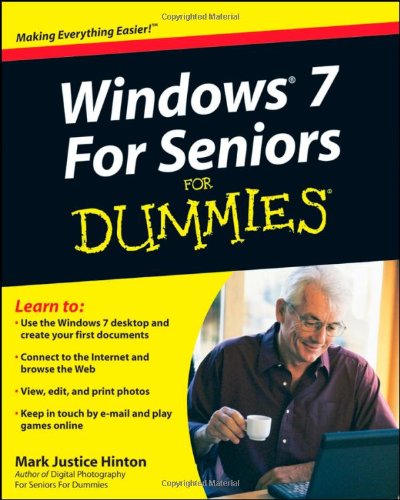 Making Everything Easier!™
Windows® 7
For Seniors
FOR
DUMMIES®
Learn to:
• Use the Windows 7 desktop and
create your first documents
• Connect to the Internet and
browse the Web
• View, edit, and print photos
• Keep in touch by e-mail and play
games online
Mark Justice Hinton
Author of Digital Photography
For Seniors For Dummies
Copyrighted Material